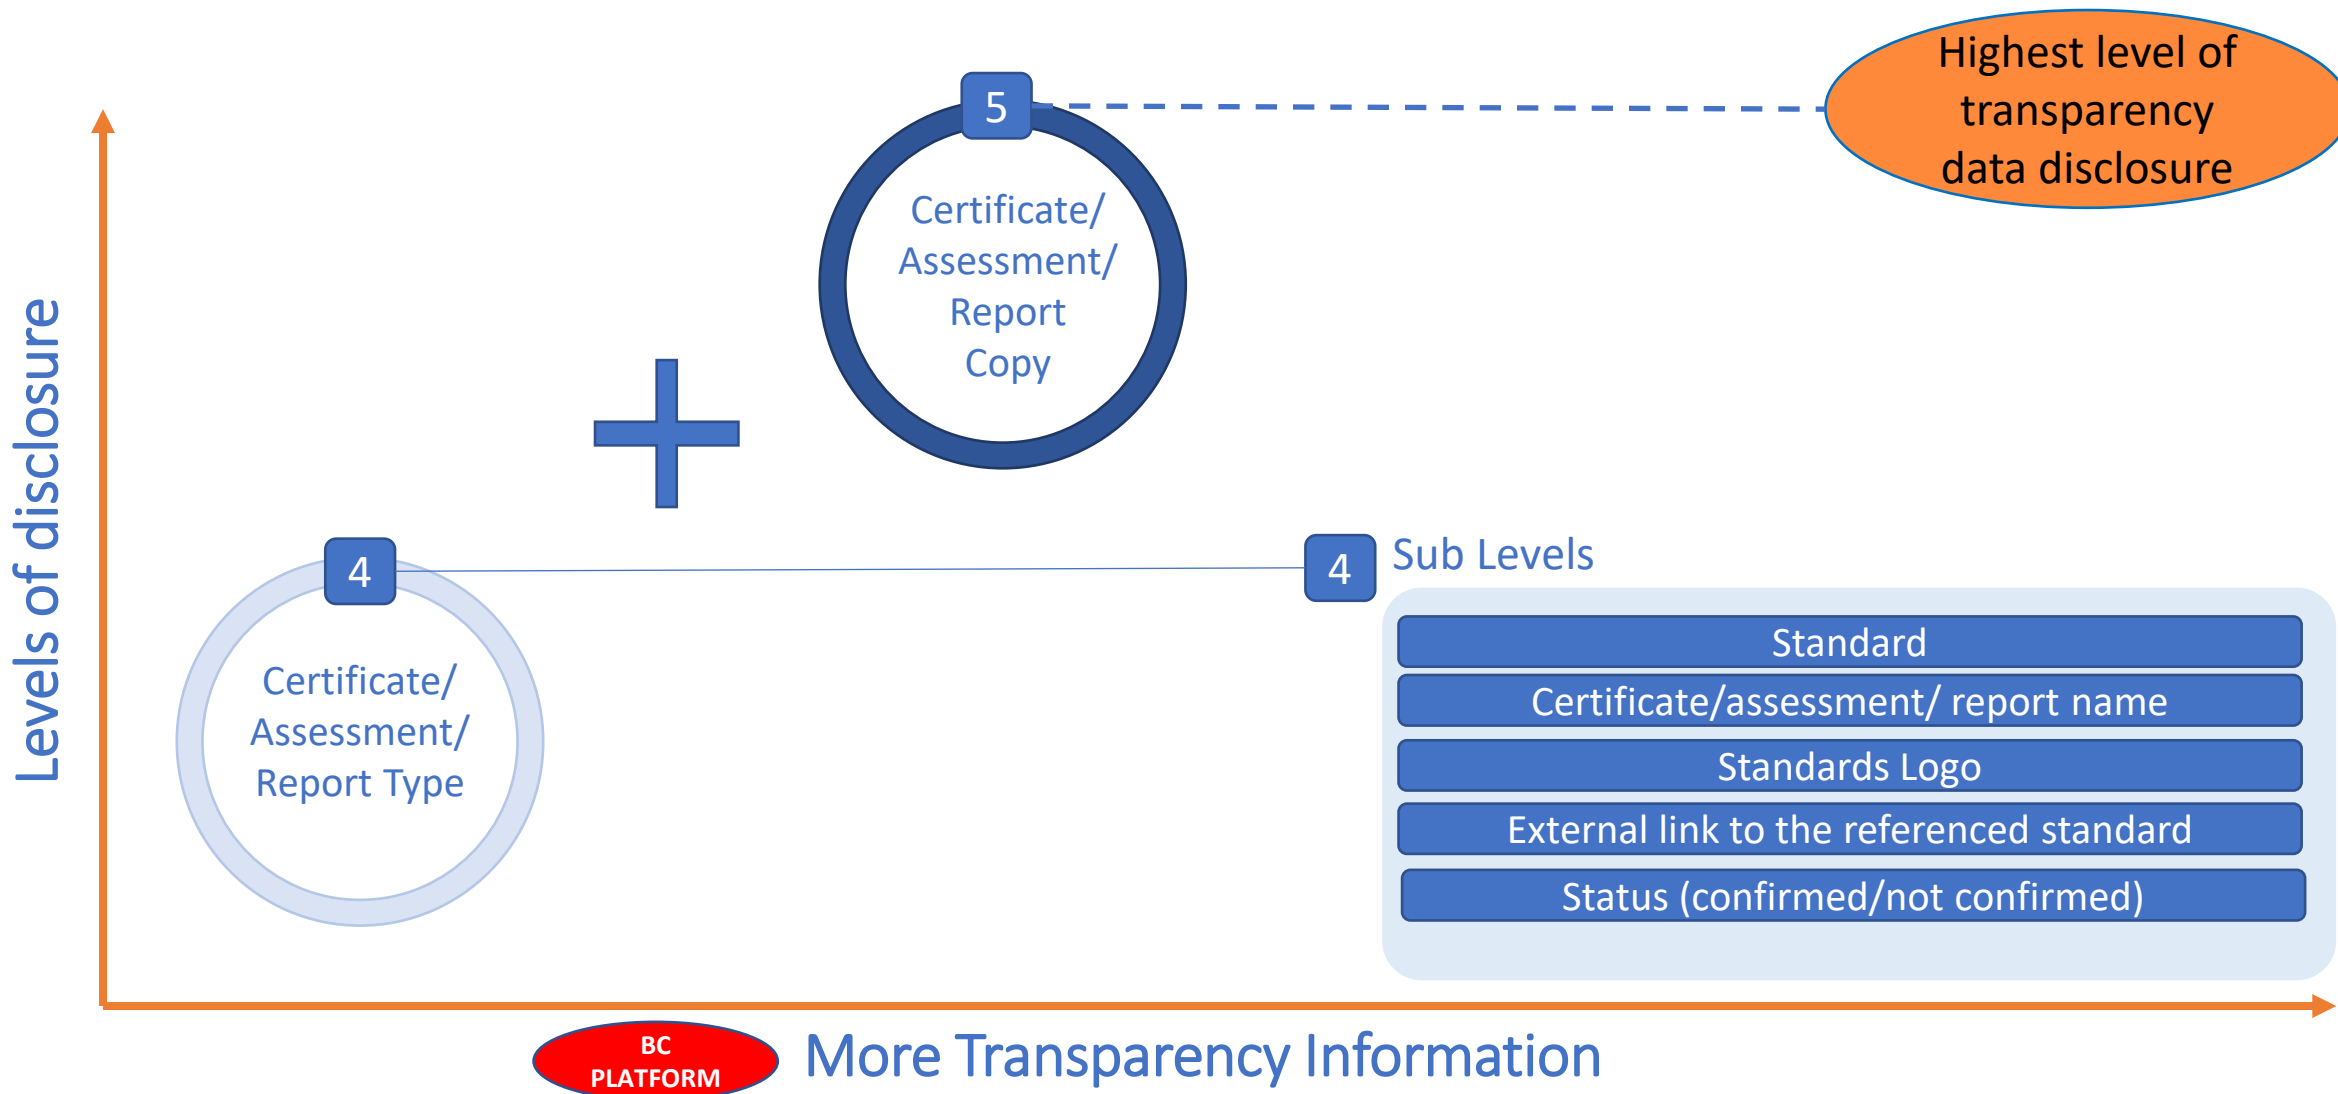 Highest level of
transparency
data disclosure
5
Certificate/
Assessment/
Report
Copy
Levels of disclosure
4
Certificate/
Assessment/
Report Type
4
Sub Levels
Standard
Certificate/assessment/ report name
Standards Logo
External link to the referenced standard
Status (confirmed/not confirmed)
BC
PLATFORM
More Transparency Information